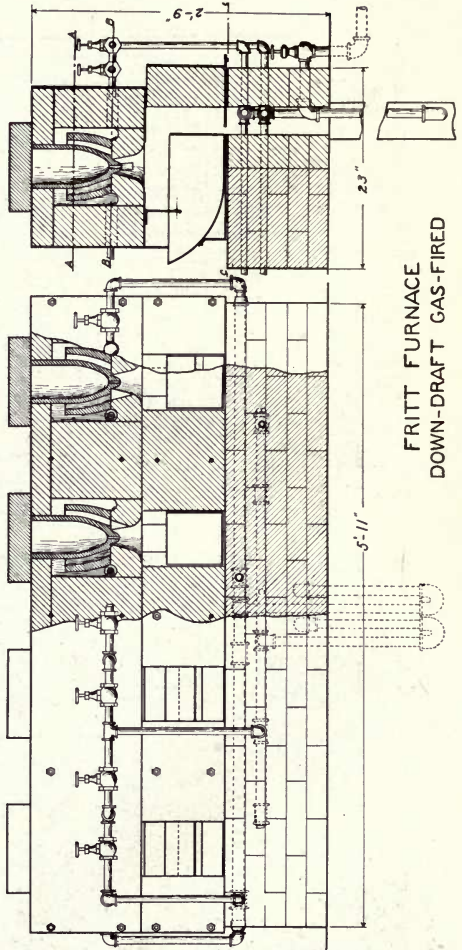 2'-9"
A
A
B
C
C
23"
5'-11"
FRITT FURNACE
DOWN-DRAFT GAS-FIRED